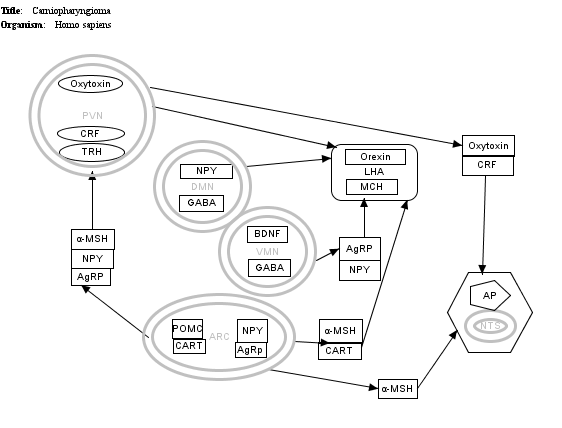 Title: Carniopharyngioma
Organism: Homo sapiens
Oxytoxin
PVN
CRF
TRH
Oxytoxin
CRF
Orexin
LHA
MCH
NPY
DMN
GABA
BDNF
VMN
GABA
α-MSH
NPY
AgRP
AgRP
NPY
AP
NTS
POMC
CART
ARC
NPY
AgRp
α-MSH
CART
α-MSH